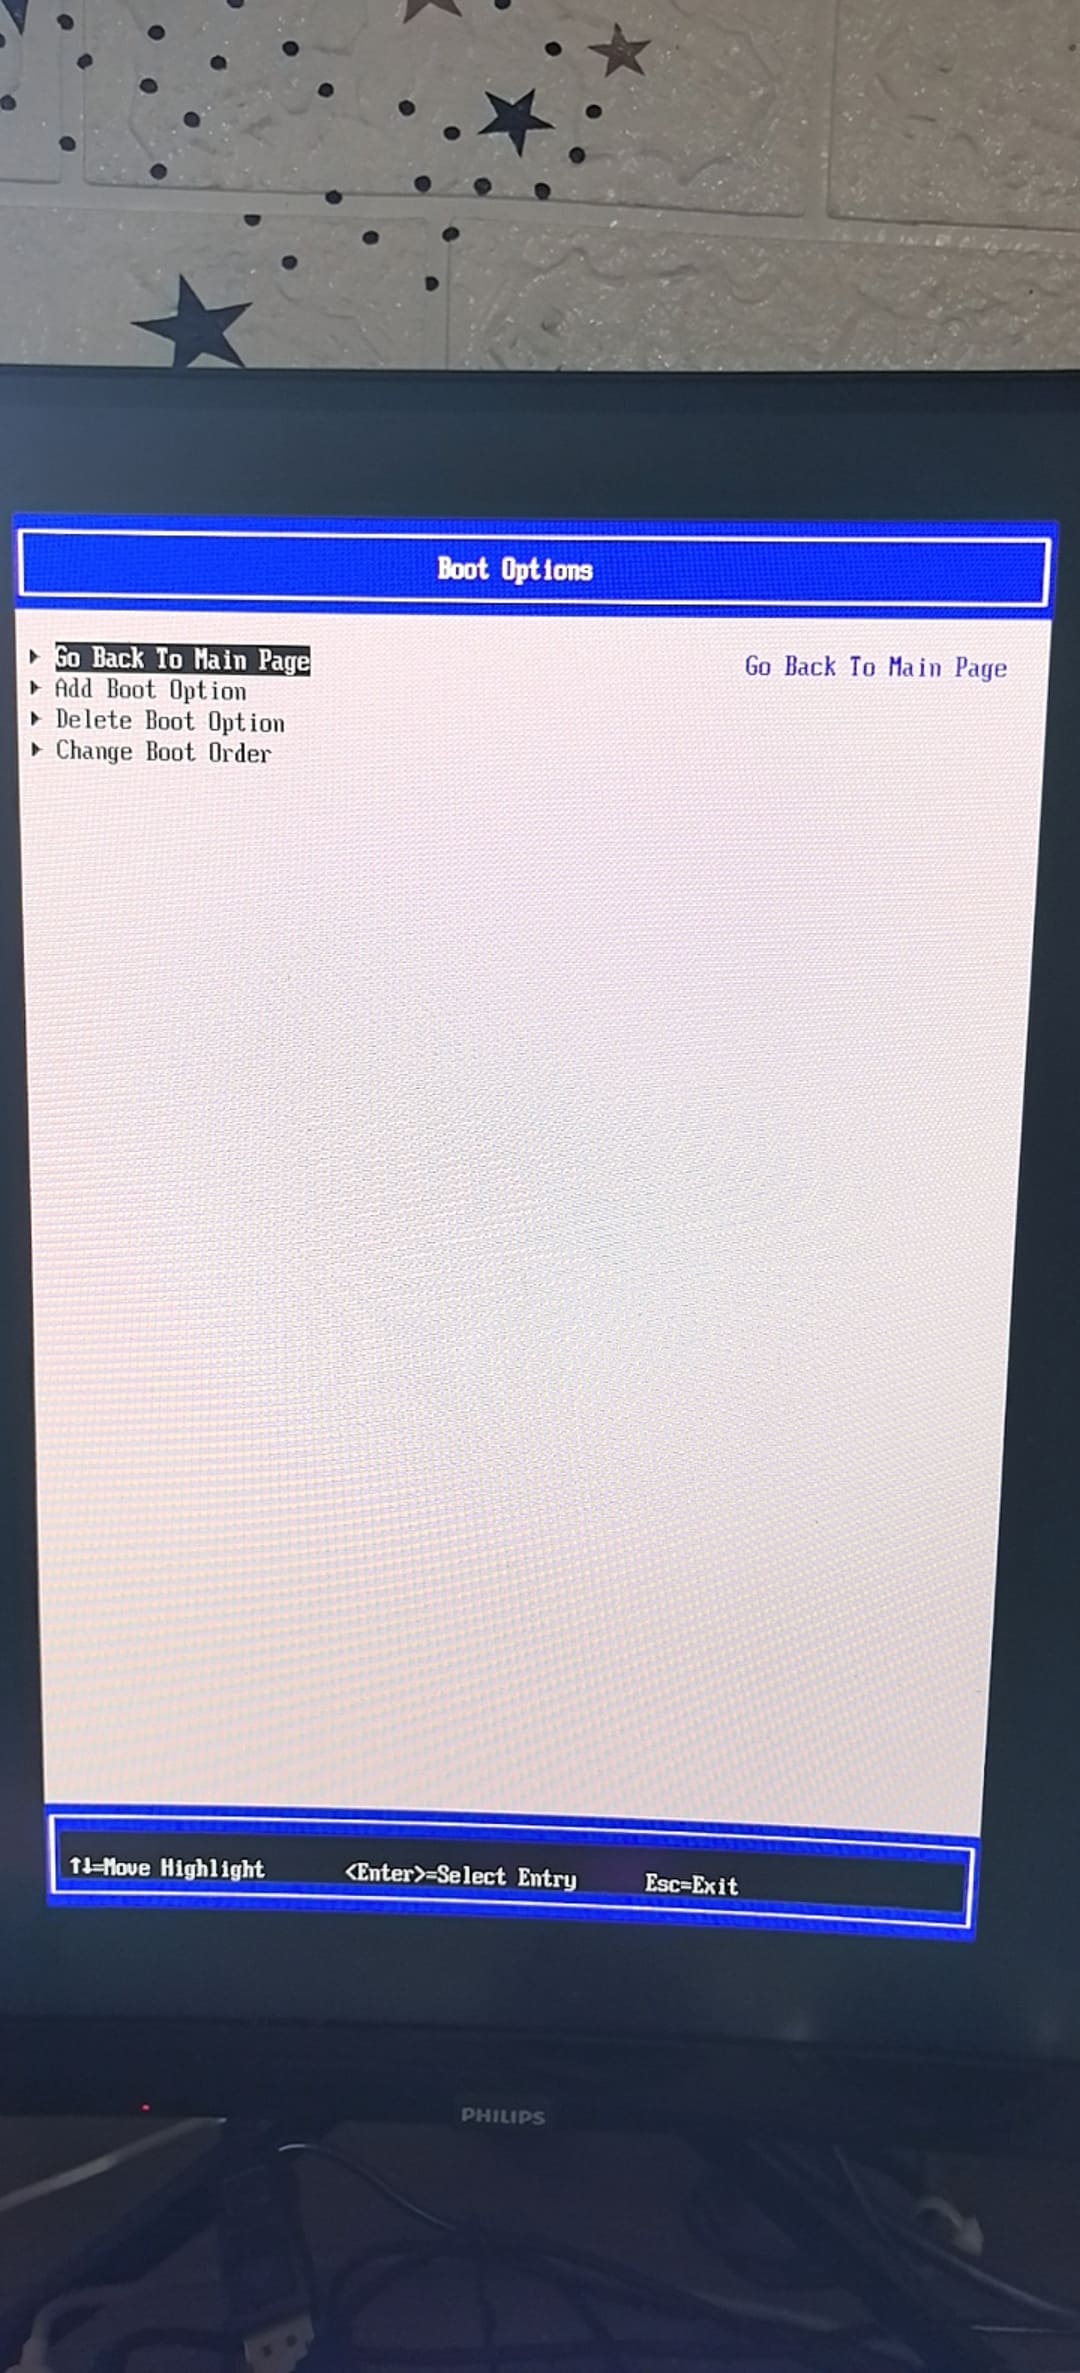 Boot Options
Go Back To Main Page
Go Back To Main Page
Add Boot Option
Delete Boot Option
Change Boot Order
↑↓=Move Highlight <Enter>=Select Entry Esc=Exit
PHILIPS